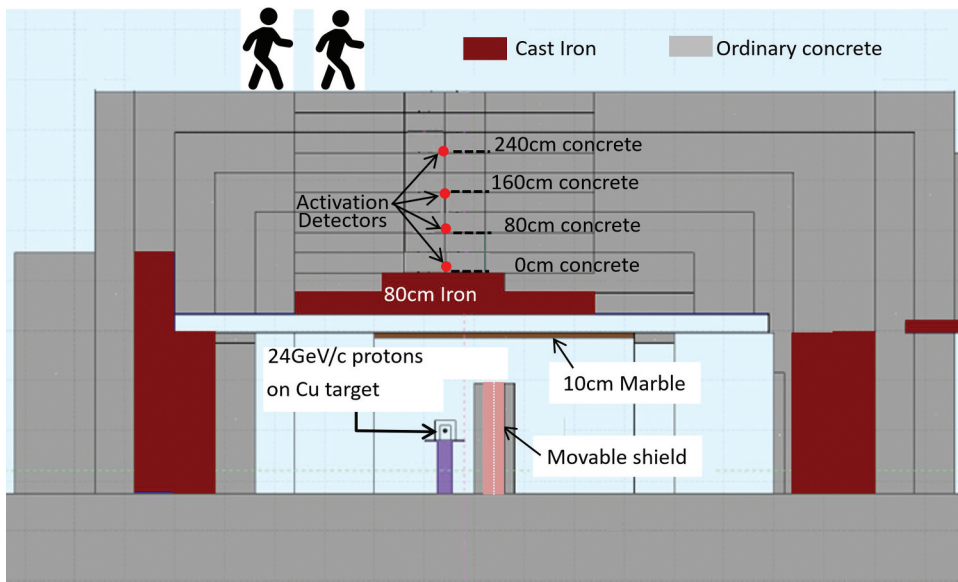 Cast Iron
Ordinary concrete
240cm concrete
160cm concrete
Activation
Detectors
80cm concrete
0cm concrete
80cm Iron
24GeV/c protons
on Cu target
10cm Marble
Movable shield